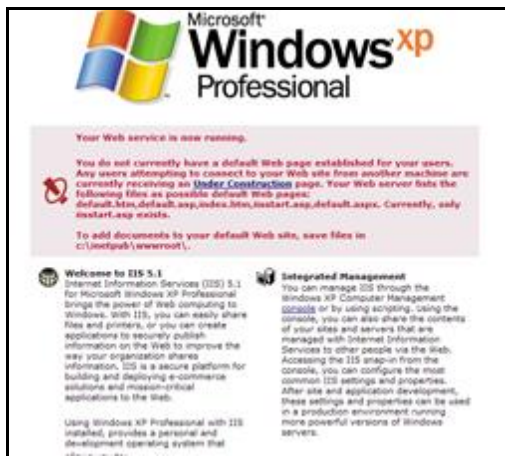 Microsoft
Windows xp
Professional
Your Web service is now running.
You do not currently have a default Web page established for your users.
Any users attempting to connect to your Web site from another machine are
currently receiving an Under Construction page. Your Web server lists the
following files as possible default Web pages:
default.htm,default.asp,index.htm,iisstart.asp,default.aspx. Currently, only
iisstart.asp exists.
To add documents to your default Web site, save files in
c:\inetpub\wwwroot\.
Welcome to IIS 5.1
Internet Information Services (IIS) 5.1
for Microsoft Windows XP Professional
brings the power of Web computing to
Windows. With IIS, you can easily share
files and printers, or you can create
applications to securely publish
information on the Web to improve the
way your organization shares
information. IIS is a secure platform for
building and deploying e-commerce
solutions and mission-critical
applications to the Web.
Using Windows XP Professional with IIS
installed, provides a personal and
development operating system that
Integrated Management
You can manage IIS through the
Windows XP Computer Management
console or by using scripting. Using the
console, you can also share the contents
of your sites and servers that are
managed with Internet Information
Services to other people via the Web.
Accessing the IIS snap-in from the
console, you can configure the most
common IIS settings and properties.
After site and application development,
these settings and properties can be used
in a production environment running
more powerful versions of Windows
servers.